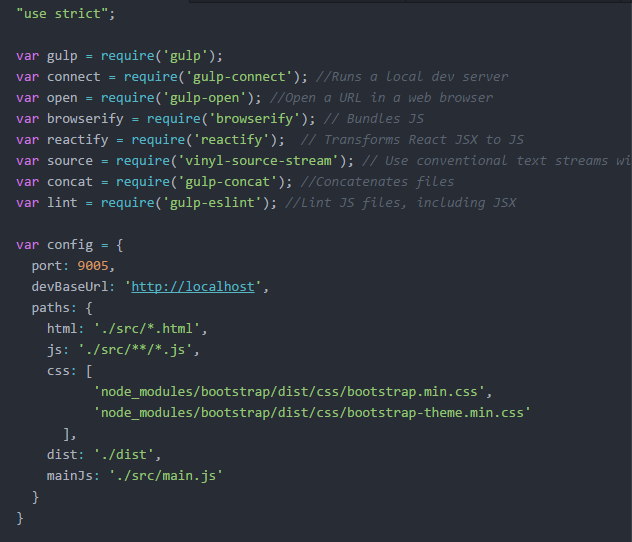 "use strict";

var gulp = require('gulp');
var connect = require('gulp-connect'); //Runs a local dev server
var open = require('gulp-open'); //Open a URL in a web browser
var browserify = require('browserify'); // Bundles JS
var reactify = require('reactify');  // Transforms React JSX to JS
var source = require('vinyl-source-stream'); // Use conventional text streams wi
var concat = require('gulp-concat'); //Concatenates files
var lint = require('gulp-eslint'); //Lint JS files, including JSX

var config = {
  port: 9005,
  devBaseUrl: 'http://localhost',
  paths: {
    html: './src/*.html',
    js: './src/**/*.js',
    css: [
          'node_modules/bootstrap/dist/css/bootstrap.min.css',
          'node_modules/bootstrap/dist/css/bootstrap-theme.min.css'
      ],
    dist: './dist',
    mainJs: './src/main.js'
  }
}